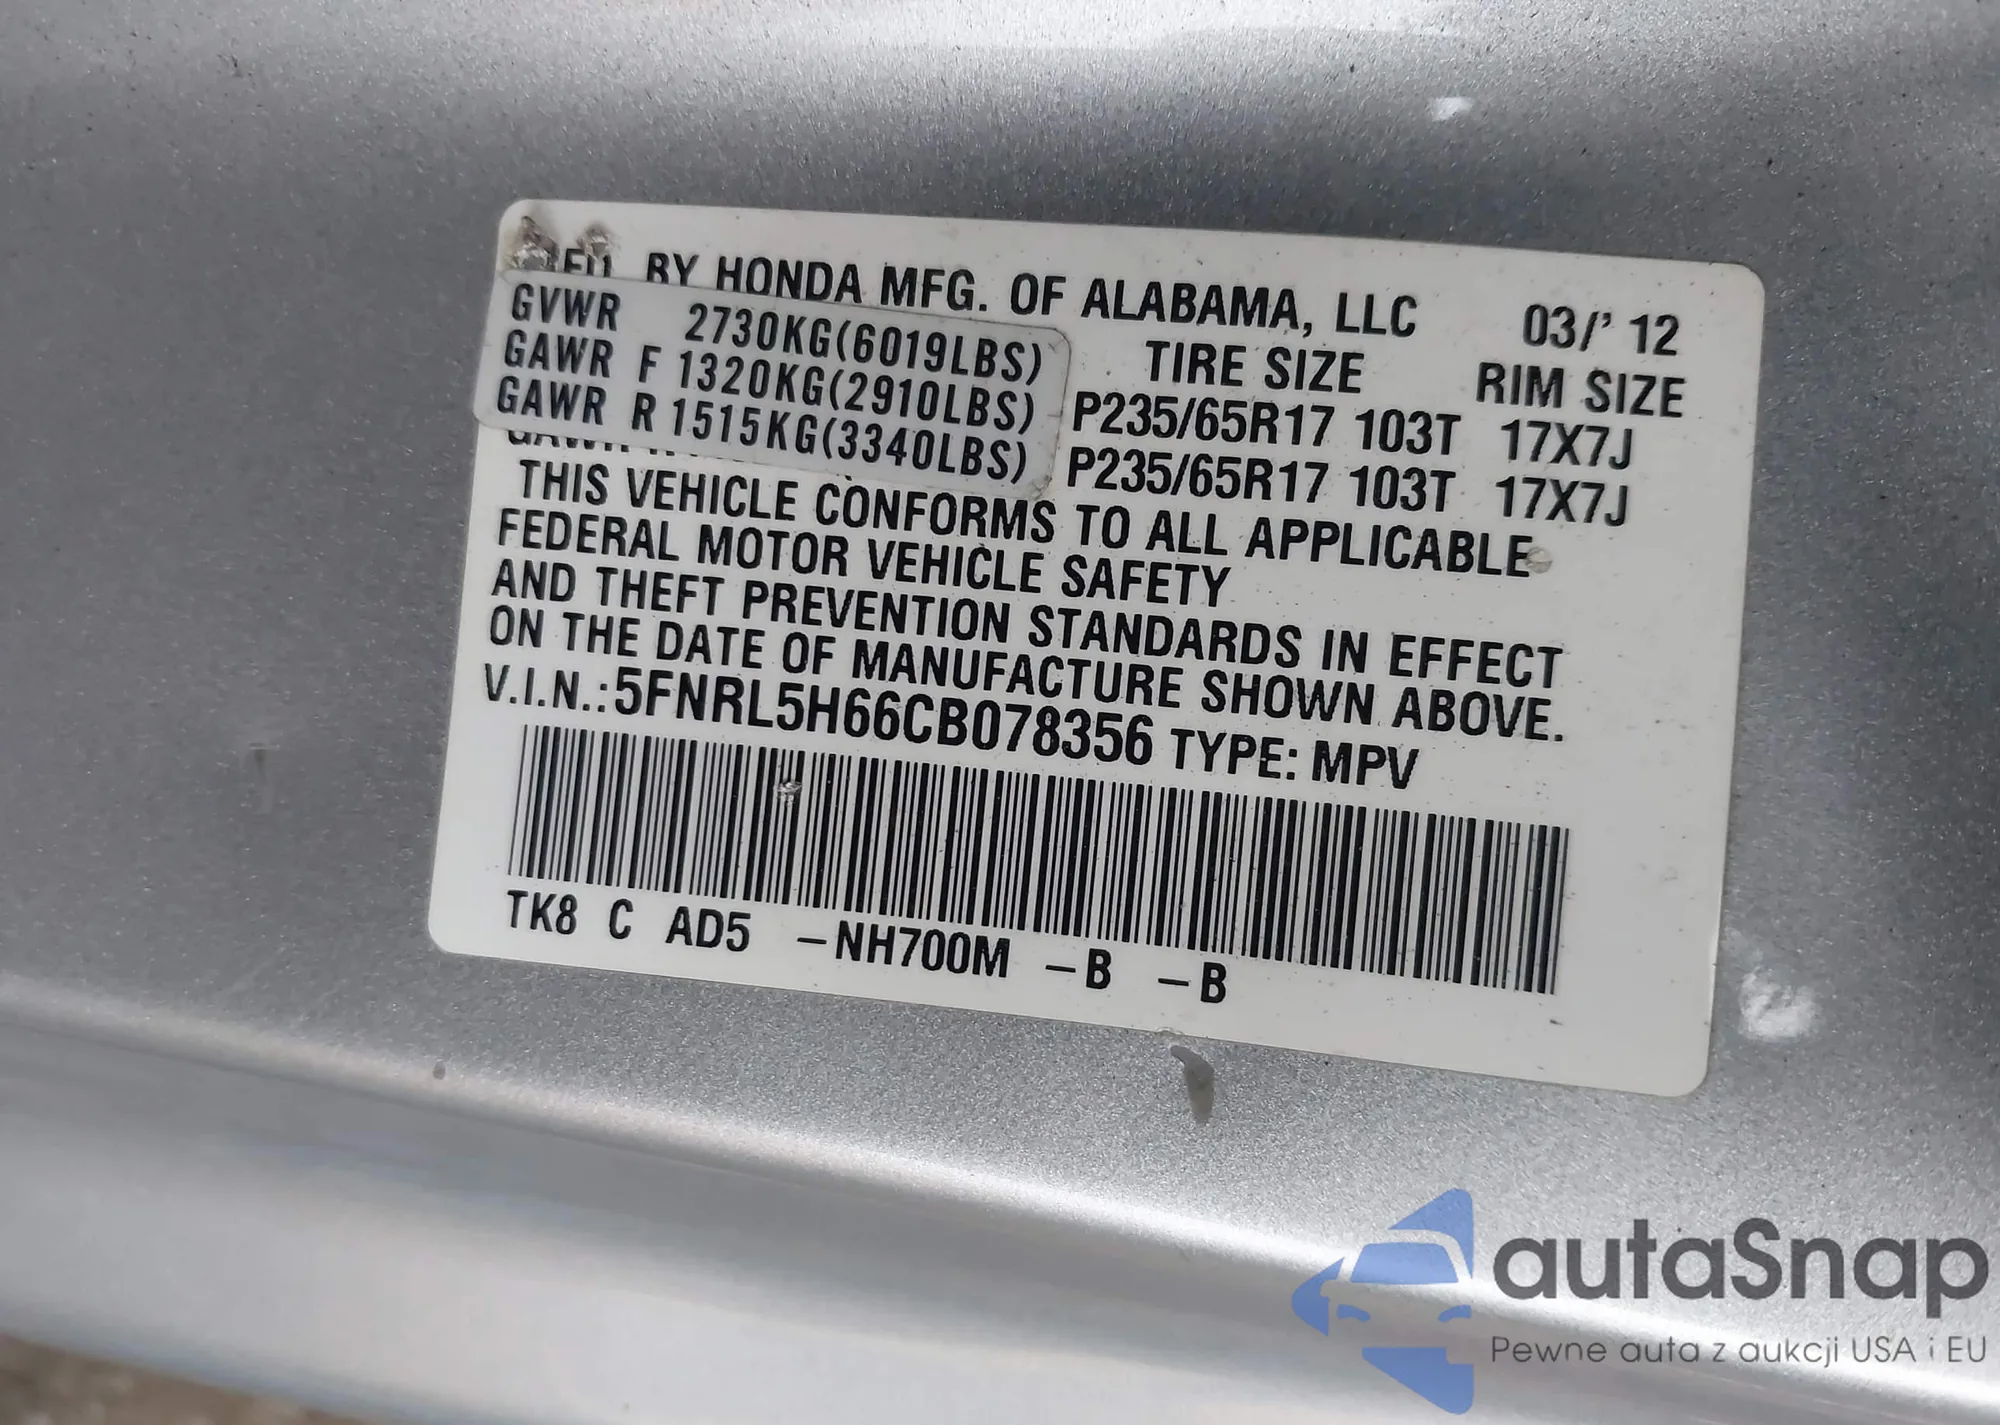 BY HONDA MFG. OF ALABAMA, LLC 03/' 12
GVWR 2730KG(6019LBS) TIRE SIZE RIM SIZE
GAWR F 1320KG(2910LBS) P235/65R17 103T 17X7J
GAWR R 1515KG(3340LBS) P235/65R17 103T 17X7J
THIS VEHICLE CONFORMS TO ALL APPLICABLE
FEDERAL MOTOR VEHICLE SAFETY
AND THEFT PREVENTION STANDARDS IN EFFECT
ON THE DATE OF MANUFACTURE SHOWN ABOVE.
V.I.N.:5FNRL5H66CB078356 TYPE: MPV
TK8 C AD5 -NH700M -B -B
autaSnap
Pewne auta z aukcji USA i EU